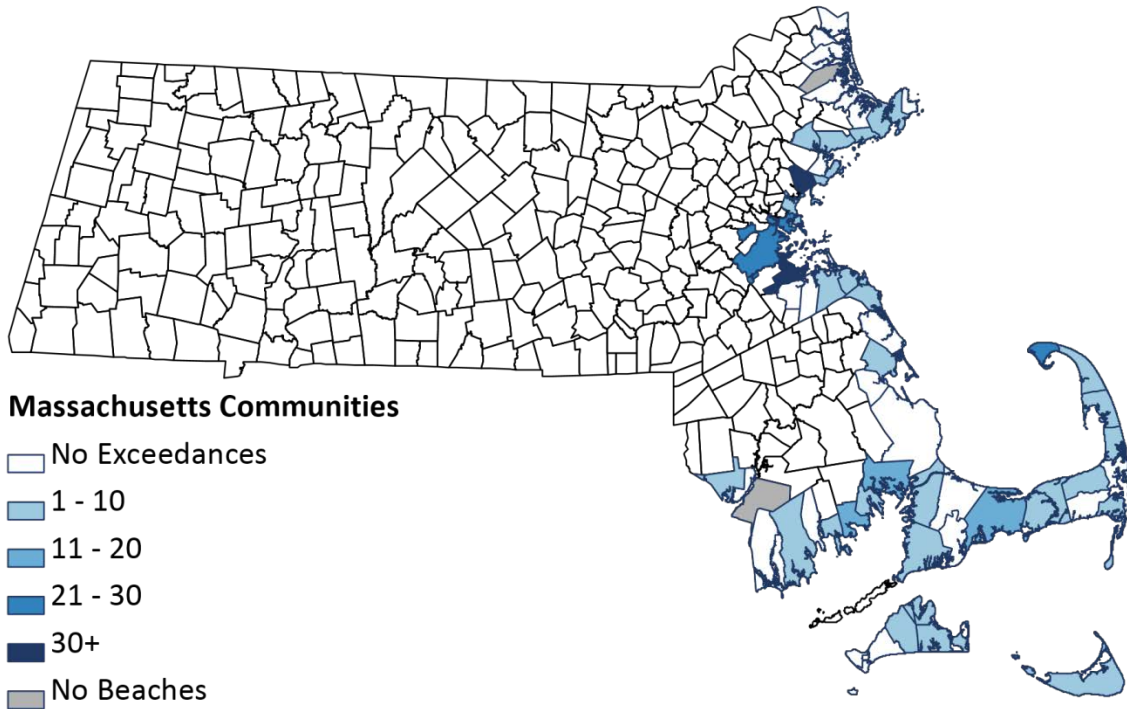 Massachusetts Communities
No Exceedances
1 - 10
11 - 20
21 - 30
30+
No Beaches